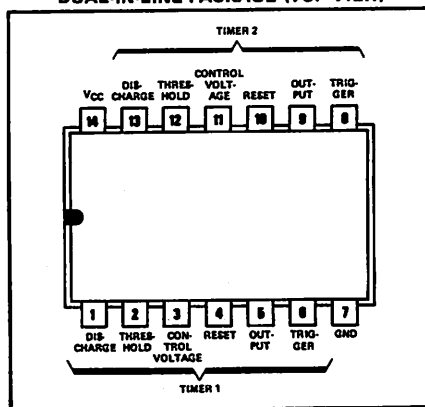 DUAL-IN-LINE PACKAGE (TOP VIEW)
TIMER 2
VCC DIS- CHARGE THRES- HOLD CONTROL VOLT- AGE RESET OUT- PUT TRIG- GER
14 13 12 11 10 9 8
1 2 3 4 5 6 7
DIS- CHARGE THRES- HOLD CON- TROL VOLTAGE RESET OUT- PUT TRIG- GER GND
TIMER 1